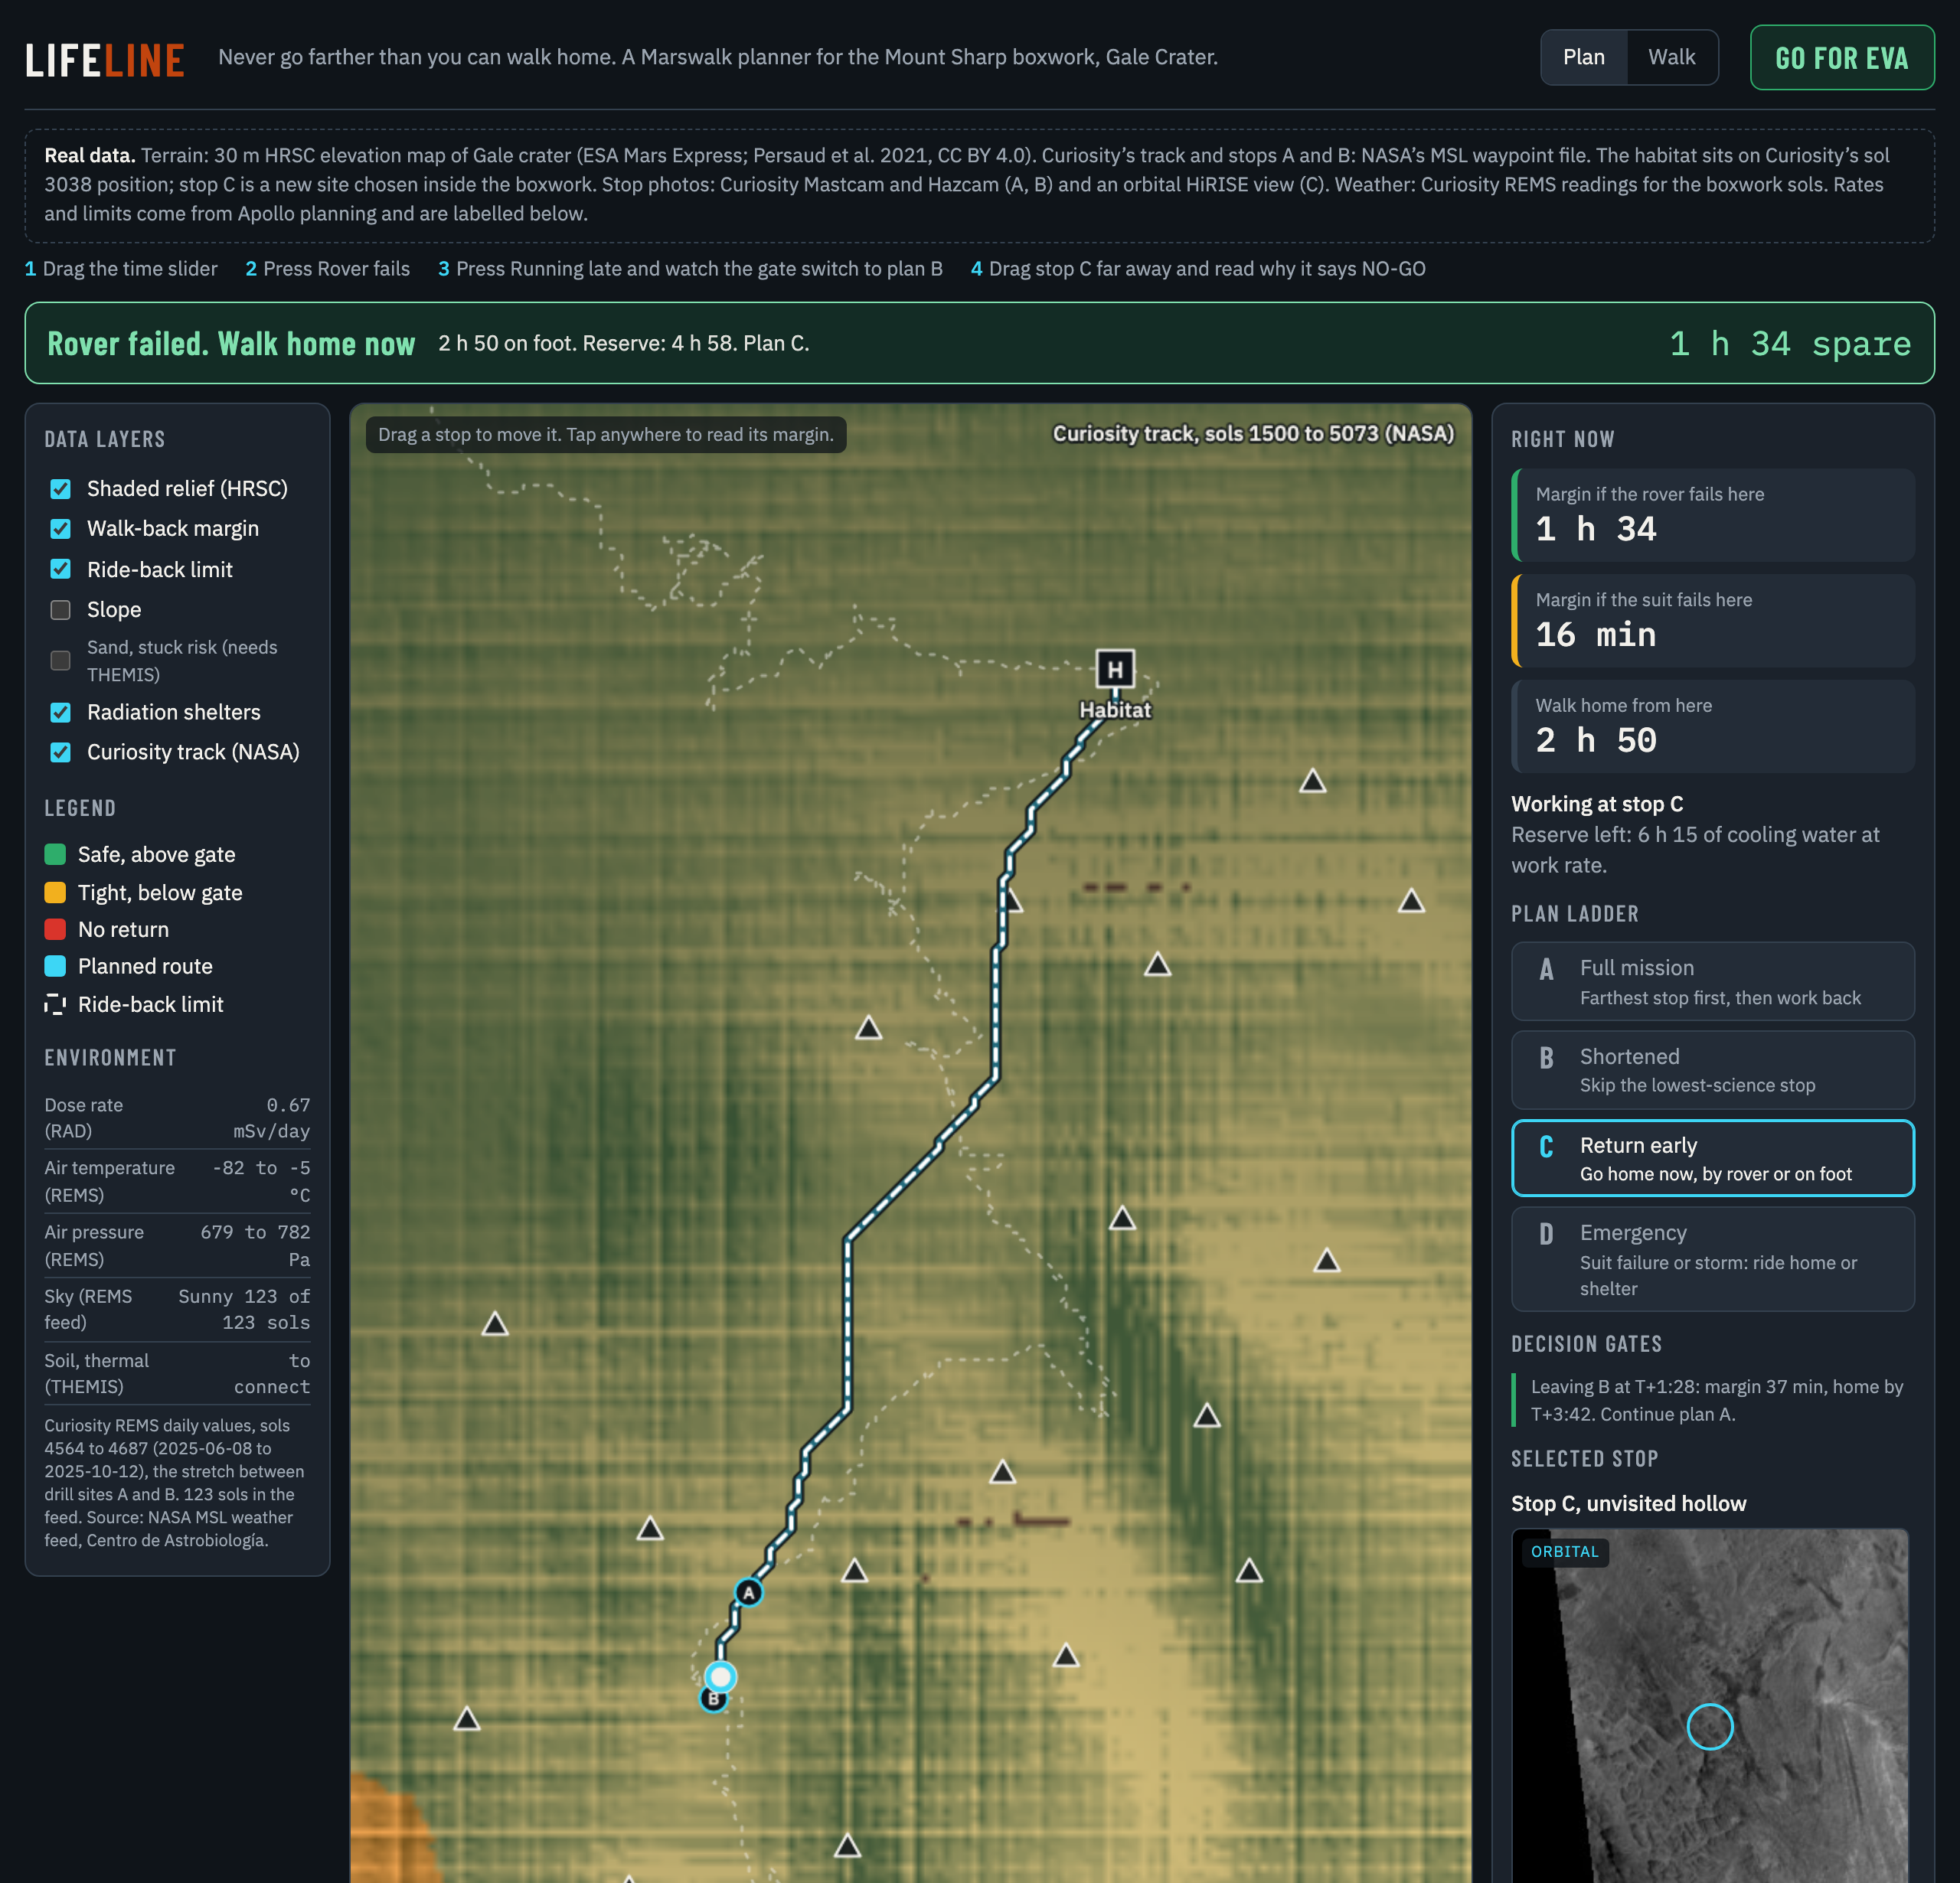 LIFELINE
Never go farther than you can walk home. A Marswalk planner for the Mount Sharp boxwork, Gale Crater.
Plan
Walk
GO FOR EVA
Real data. Terrain: 30 m HRSC elevation map of Gale crater (ESA Mars Express; Persaud et al. 2021, CC BY 4.0). Curiosity’s track and stops A and B: NASA’s MSL waypoint file. The habitat sits on Curiosity’s sol
3038 position; stop C is a new site chosen inside the boxwork. Stop photos: Curiosity Mastcam and Hazcam (A, B) and an orbital HiRISE view (C). Weather: Curiosity REMS readings for the boxwork sols. Rates
and limits come from Apollo planning and are labelled below.
1 Drag the time slider 2 Press Rover fails 3 Press Running late and watch the gate switch to plan B 4 Drag stop C far away and read why it says NO-GO
Rover failed. Walk home now 2 h 50 on foot. Reserve: 4 h 58. Plan C.
1 h 34 spare
DATA LAYERS
Shaded relief (HRSC)
Walk-back margin
Ride-back limit
Slope
Sand, stuck risk (needs
THEMIS)
Radiation shelters
Curiosity track (NASA)
LEGEND
Safe, above gate
Tight, below gate
No return
Planned route
Ride-back limit
ENVIRONMENT
Dose rate 0.67
(RAD) mSv/day
Air temperature -82 to -5
(REMS) °C
Air pressure 679 to 782
(REMS) Pa
Sky (REMS Sunny 123 of
feed) 123 sols
Soil, thermal to
(THEMIS) connect
Curiosity REMS daily values, sols
4564 to 4687 (2025-06-08 to
2025-10-12), the stretch between
drill sites A and B. 123 sols in the
feed. Source: NASA MSL weather
feed, Centro de Astrobiología.
Drag a stop to move it. Tap anywhere to read its margin.
Curiosity track, sols 1500 to 5073 (NASA)
H
Habitat
A
B
RIGHT NOW
Margin if the rover fails here
1 h 34
Margin if the suit fails here
16 min
Walk home from here
2 h 50
Working at stop C
Reserve left: 6 h 15 of cooling water at
work rate.
PLAN LADDER
A Full mission
Farthest stop first, then work back
B Shortened
Skip the lowest-science stop
C Return early
Go home now, by rover or on foot
D Emergency
Suit failure or storm: ride home or
shelter
DECISION GATES
Leaving B at T+1:28: margin 37 min, home by
T+3:42. Continue plan A.
SELECTED STOP
Stop C, unvisited hollow
ORBITAL